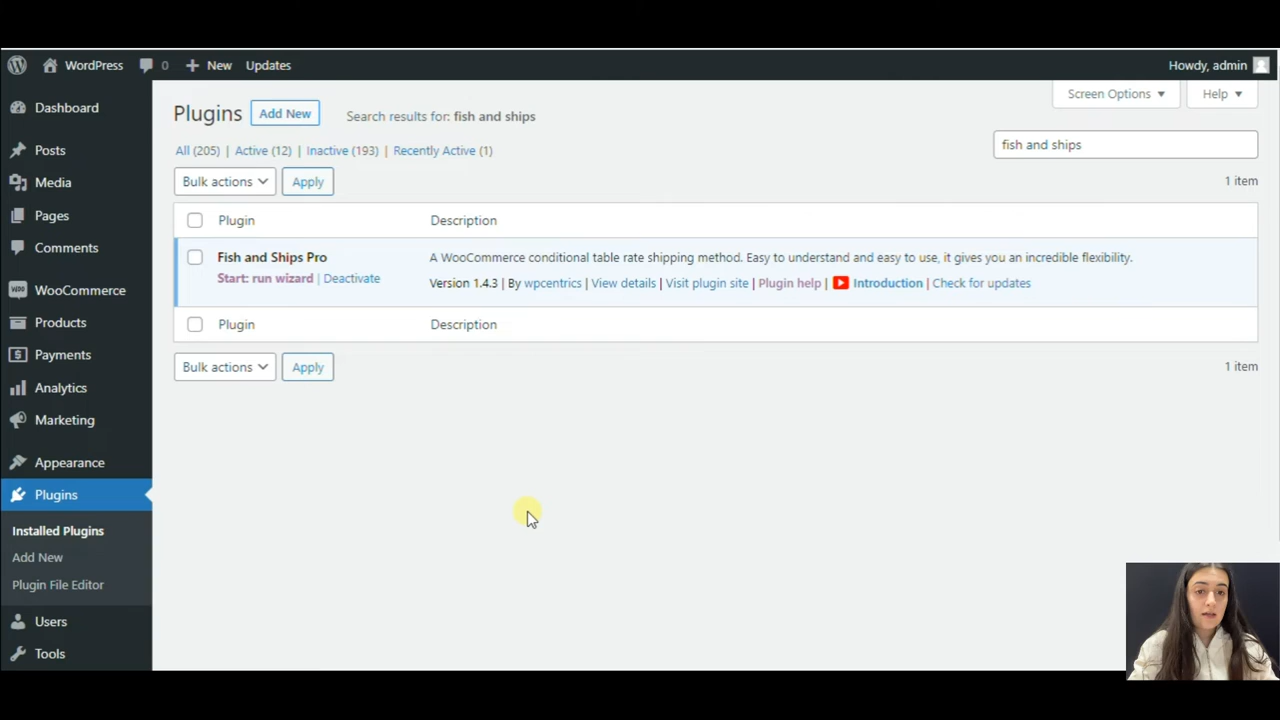 WordPress 0 New Updates Howdy, admin
Dashboard
Posts
Media
Pages
Comments
WOO WooCommerce
Products
Payments
Analytics
Marketing
Appearance
Plugins
Installed Plugins
Add New
Plugin File Editor
Users
Tools
Screen Options Help
Plugins Add New Search results for: fish and ships
All (205) | Active (12) | Inactive (193) | Recently Active (1)
fish and ships
Bulk actions Apply 1 item
Plugin Description
Fish and Ships Pro A WooCommerce conditional table rate shipping method. Easy to understand and easy to use, it gives you an incredible flexibility.
Start: run wizard | Deactivate Version 1.4.3 | By wpcentrics | View details | Visit plugin site | Plugin help | Introduction | Check for updates
Plugin Description
Bulk actions Apply 1 item